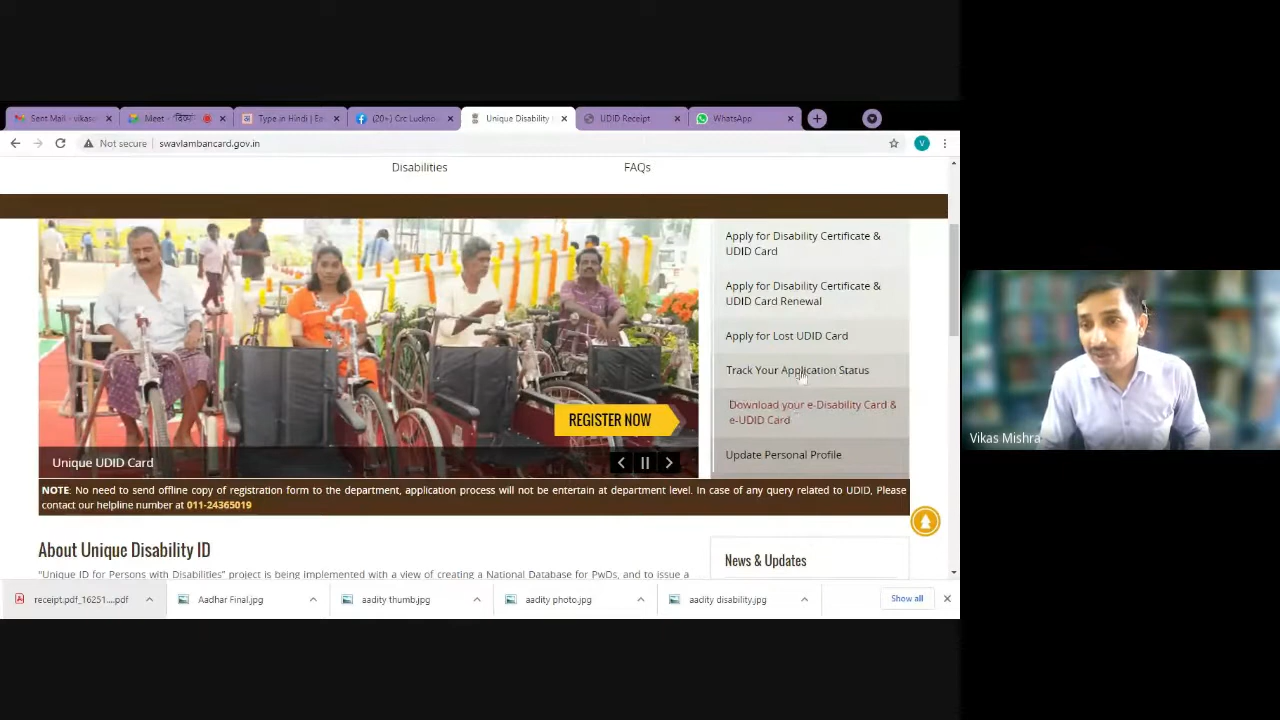 Sent Mail - vikasc
Meet - "दिव्यां
Type in Hindi | Ea
(20+) Crc Luckno
Unique Disability
UDID Receipt
WhatsApp
Not secure
swavlambancard.gov.in
V
Disabilities
FAQs
Apply for Disability Certificate &
UDID Card
Apply for Disability Certificate &
UDID Card Renewal
Apply for Lost UDID Card
Track Your Application Status
Download your e-Disability Card &
e-UDID Card
Update Personal Profile
REGISTER NOW
Unique UDID Card
NOTE: No need to send offline copy of registration form to the department, application process will not be entertain at department level. In case of any query related to UDID, Please
contact our helpline number at 011-24365019
About Unique Disability ID
"Unique ID for Persons with Disabilities" project is being implemented with a view of creating a National Database for PwDs, and to issue a
News & Updates
receipt.pdf_16251....pdf
Aadhar Final.jpg
aadity thumb.jpg
aadity photo.jpg
aadity disability.jpg
Show all
Vikas Mishra